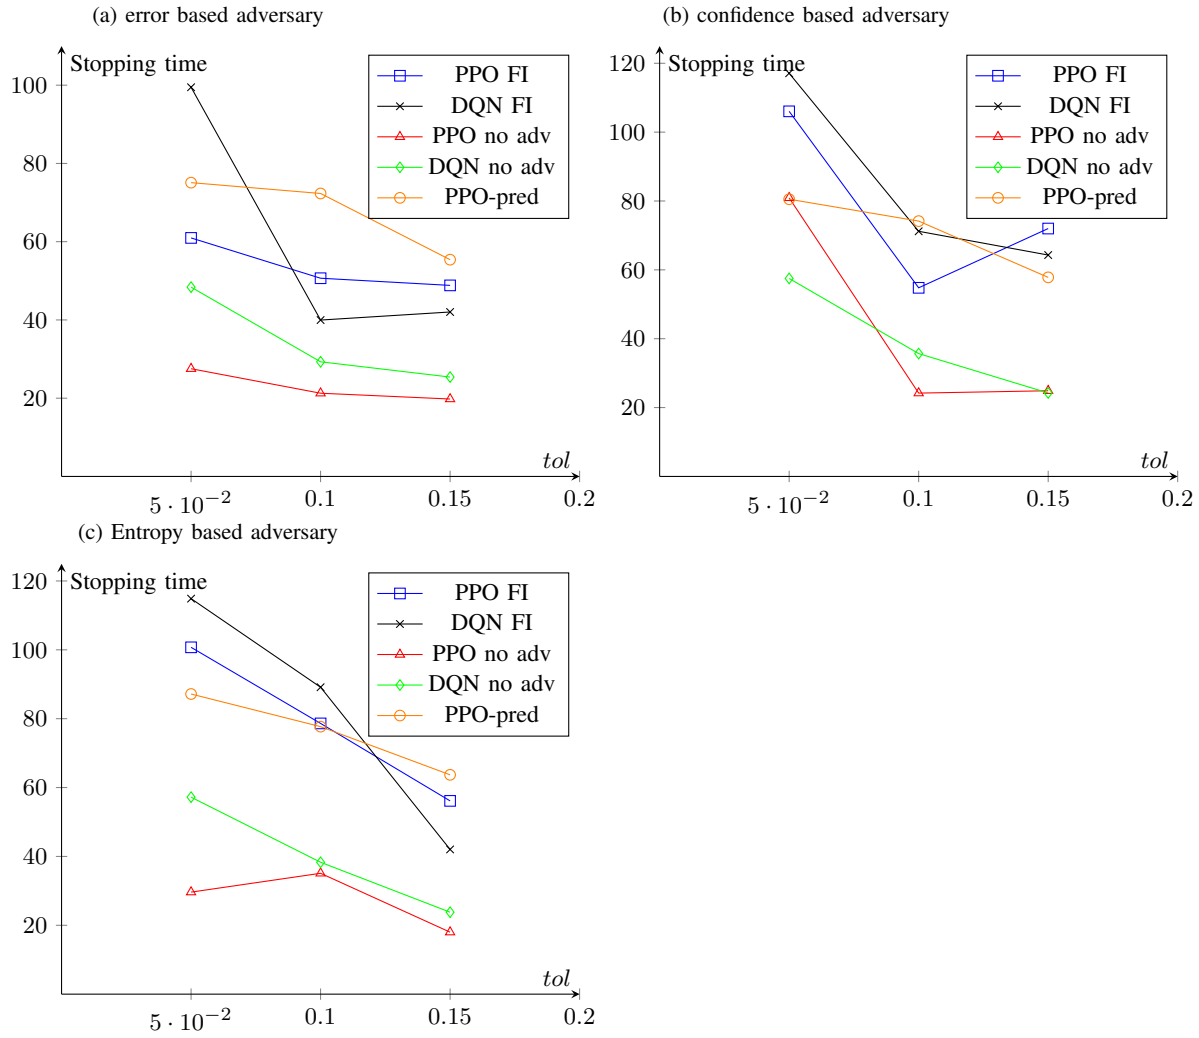 (a) error based adversary
Stopping time
100
80
60
40
20
5 · 10⁻²
0.1
0.15
0.2
tol
PPO FI
DQN FI
PPO no adv
DQN no adv
PPO-pred
(b) confidence based adversary
Stopping time
120
100
80
60
40
20
5 · 10⁻²
0.1
0.15
0.2
tol
PPO FI
DQN FI
PPO no adv
DQN no adv
PPO-pred
(c) Entropy based adversary
Stopping time
120
100
80
60
40
20
5 · 10⁻²
0.1
0.15
0.2
tol
PPO FI
DQN FI
PPO no adv
DQN no adv
PPO-pred